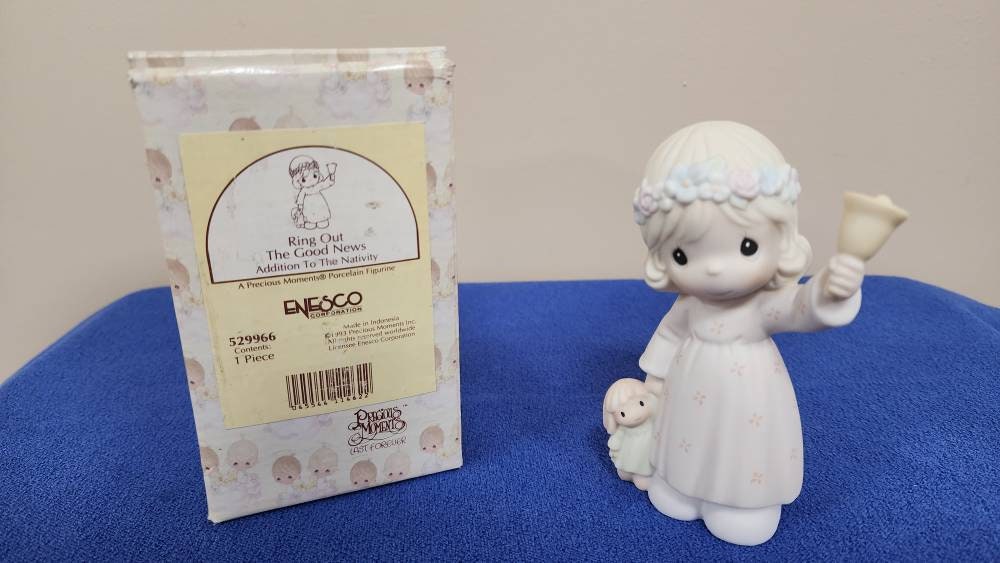 Ring Out
The Good News
Addition To The Nativity
A Precious Moments® Porcelain Figurine
ENESCO
CORPORATION
529966
Contents:
1 Piece
Made in Indonesia
©1993 Precious Moments Inc.
All rights reserved worldwide
Licensee Enesco Corporation
PRECIOUS
MOMENTS™
LAST FOREVER